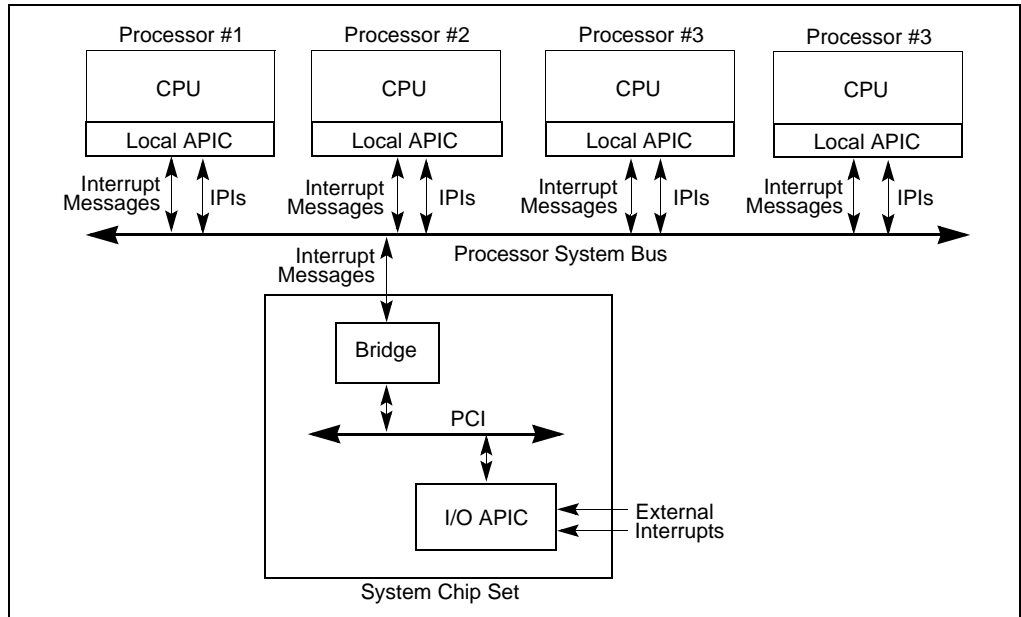 Processor #1
Processor #2
Processor #3
Processor #3
CPU
CPU
CPU
CPU
Local APIC
Local APIC
Local APIC
Local APIC
Interrupt
Messages
IPIs
Interrupt
Messages
IPIs
Interrupt
Messages
IPIs
Interrupt
Messages
IPIs
Processor System Bus
Interrupt
Messages
Bridge
PCI
I/O APIC
External
Interrupts
System Chip Set